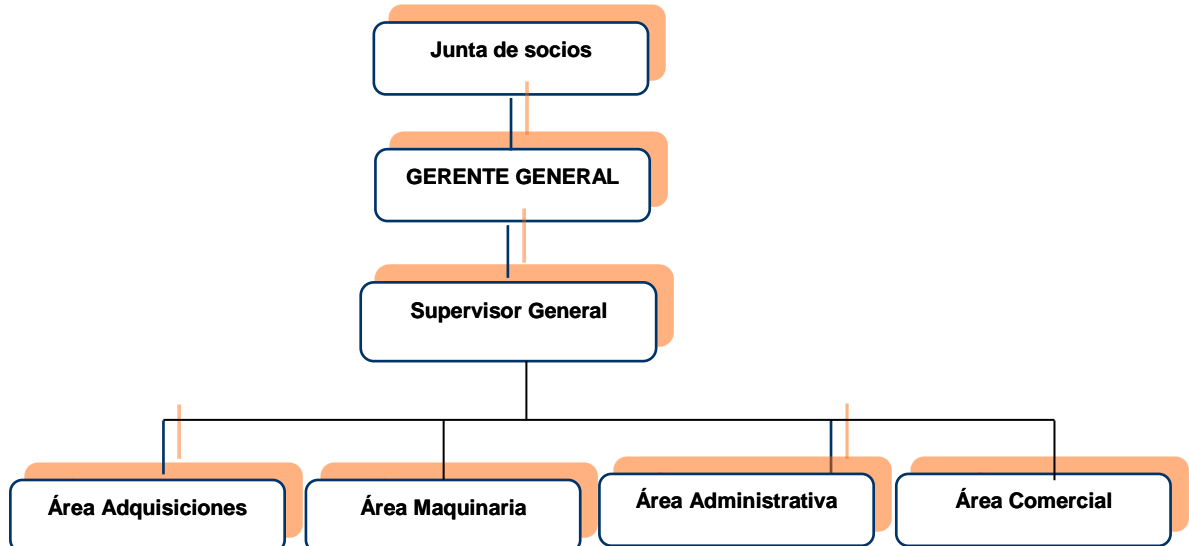 Junta de socios
GERENTE GENERAL
Supervisor General
Área Adquisiciones
Área Maquinaria
Área Administrativa
Área Comercial